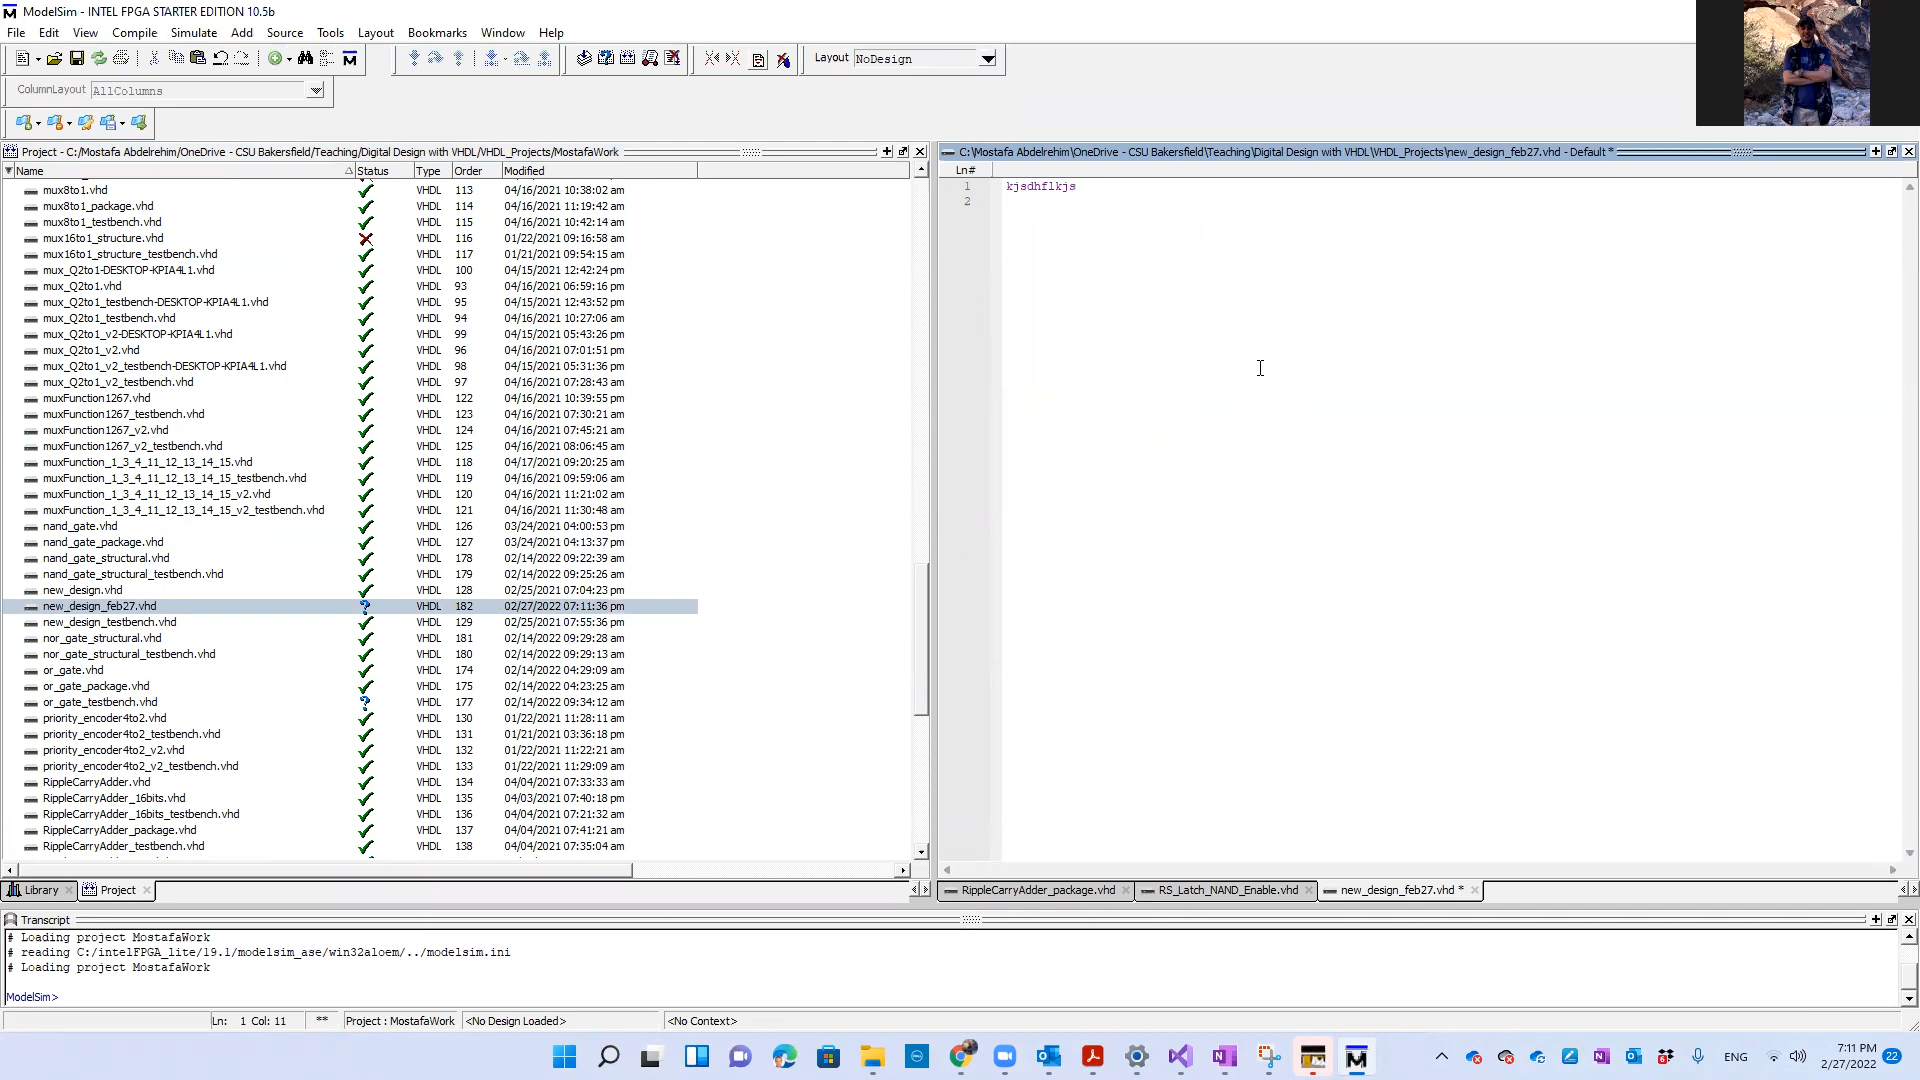 ModelSim - INTEL FPGA STARTER EDITION 10.5b
File Edit View Compile Simulate Add Source Tools Layout Bookmarks Window Help
Layout NoDesign
ColumnLayout AllColumns
Project - C:/Mostafa Abdelrehim/OneDrive - CSU Bakersfield/Teaching/Digital Design with VHDL/VHDL_Projects/MostafaWork
Name Status Type Order Modified
mux8to1.vhd VHDL 113 04/16/2021 10:38:02 am
mux8to1_package.vhd VHDL 114 04/16/2021 11:19:42 am
mux8to1_testbench.vhd VHDL 115 04/16/2021 10:42:14 am
mux16to1_structure.vhd VHDL 116 01/22/2021 09:16:58 am
mux16to1_structure_testbench.vhd VHDL 117 01/21/2021 09:54:15 am
mux_Q2to1-DESKTOP-KPIA4L1.vhd VHDL 100 04/15/2021 12:42:24 pm
mux_Q2to1.vhd VHDL 93 04/16/2021 06:59:16 pm
mux_Q2to1_testbench-DESKTOP-KPIA4L1.vhd VHDL 95 04/15/2021 12:43:52 pm
mux_Q2to1_testbench.vhd VHDL 94 04/16/2021 10:27:06 am
mux_Q2to1_v2-DESKTOP-KPIA4L1.vhd VHDL 99 04/15/2021 05:43:26 pm
mux_Q2to1_v2.vhd VHDL 96 04/16/2021 07:01:51 pm
mux_Q2to1_v2_testbench-DESKTOP-KPIA4L1.vhd VHDL 98 04/15/2021 05:31:36 pm
mux_Q2to1_v2_testbench.vhd VHDL 97 04/16/2021 07:28:43 am
muxFunction1267.vhd VHDL 122 04/16/2021 10:39:55 pm
muxFunction1267_testbench.vhd VHDL 123 04/16/2021 07:30:21 am
muxFunction1267_v2.vhd VHDL 124 04/16/2021 07:45:21 am
muxFunction1267_v2_testbench.vhd VHDL 125 04/16/2021 08:06:45 am
muxFunction_1_3_4_11_12_13_14_15.vhd VHDL 118 04/17/2021 09:20:25 am
muxFunction_1_3_4_11_12_13_14_15_testbench.vhd VHDL 119 04/16/2021 09:59:06 am
muxFunction_1_3_4_11_12_13_14_15_v2.vhd VHDL 120 04/16/2021 11:21:02 am
muxFunction_1_3_4_11_12_13_14_15_v2_testbench.vhd VHDL 121 04/16/2021 11:30:48 am
nand_gate.vhd VHDL 126 03/24/2021 04:00:53 pm
nand_gate_package.vhd VHDL 127 03/24/2021 04:13:37 pm
nand_gate_structural.vhd VHDL 178 02/14/2022 09:22:39 am
nand_gate_structural_testbench.vhd VHDL 179 02/14/2022 09:25:26 am
new_design.vhd VHDL 128 02/25/2021 07:04:23 pm
new_design_feb27.vhd ? VHDL 182 02/27/2022 07:11:36 pm
new_design_testbench.vhd VHDL 129 02/25/2021 07:55:36 pm
nor_gate_structural.vhd VHDL 181 02/14/2022 09:29:28 am
nor_gate_structural_testbench.vhd VHDL 180 02/14/2022 09:29:13 am
or_gate.vhd VHDL 174 02/14/2022 04:29:09 am
or_gate_package.vhd VHDL 175 02/14/2022 04:23:25 am
or_gate_testbench.vhd ? VHDL 177 02/14/2022 09:34:12 am
priority_encoder4to2.vhd VHDL 130 01/22/2021 11:28:11 am
priority_encoder4to2_testbench.vhd VHDL 131 01/21/2021 03:36:18 pm
priority_encoder4to2_v2.vhd VHDL 132 01/22/2021 11:22:21 am
priority_encoder4to2_v2_testbench.vhd VHDL 133 01/22/2021 11:29:09 am
RippleCarryAdder.vhd VHDL 134 04/04/2021 07:33:33 am
RippleCarryAdder_16bits.vhd VHDL 135 04/03/2021 07:40:18 pm
RippleCarryAdder_16bits_testbench.vhd VHDL 136 04/04/2021 07:21:32 am
RippleCarryAdder_package.vhd VHDL 137 04/04/2021 07:41:21 am
RippleCarryAdder_testbench.vhd VHDL 138 04/04/2021 07:35:04 am
Library Project
C:\Mostafa Abdelrehim\OneDrive - CSU Bakersfield\Teaching\Digital Design with VHDL\VHDL_Projects\new_design_feb27.vhd - Default *
Ln#
1 kjsdhflkjs
2
RippleCarryAdder_package.vhd RS_Latch_NAND_Enable.vhd new_design_feb27.vhd *
Transcript
# Loading project MostafaWork
# reading C:/intelFPGA_lite/19.1/modelsim_ase/win32aloem/../modelsim.ini
# Loading project MostafaWork
ModelSim>
Ln: 1 Col: 11 ** Project : MostafaWork <No Design Loaded> <No Context>
ENG 7:11 PM 22
2/27/2022